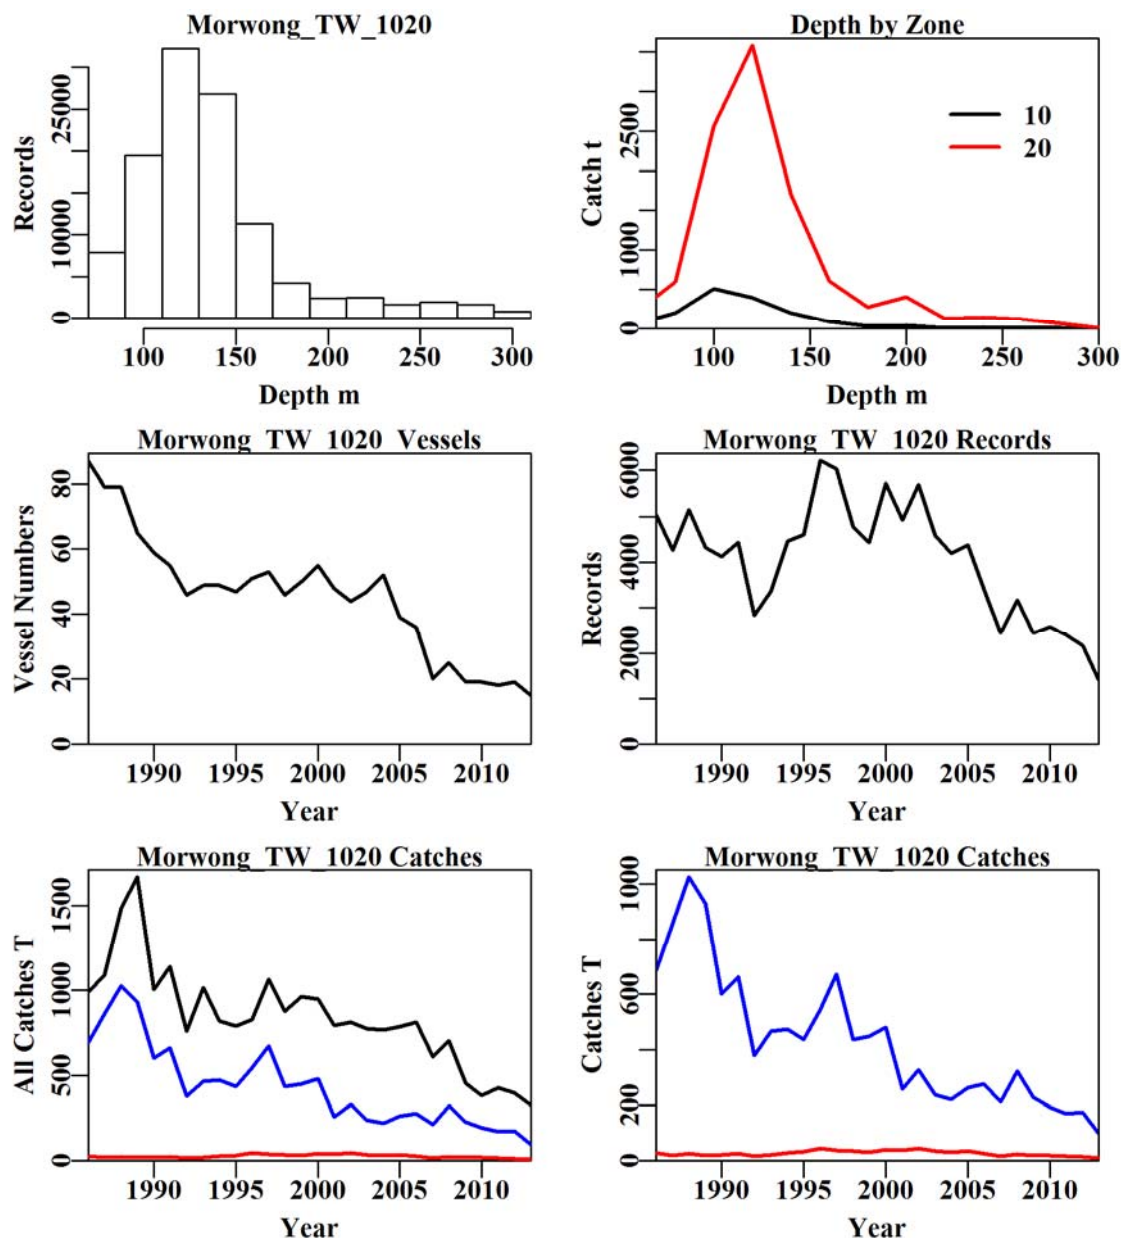 Morwong_TW_1020
Records
0 10000 25000
100 150 200 250 300
Depth m
Depth by Zone
Catch t
0 1000 2500
10
20
100 150 200 250 300
Depth m
Morwong_TW_1020_Vessels
Vessel Numbers
0 20 40 60 80
1990 1995 2000 2005 2010
Year
Morwong_TW_1020 Records
Records
0 2000 4000 6000
1990 1995 2000 2005 2010
Year
Morwong_TW_1020 Catches
All Catches T
0 500 1000 1500
1990 1995 2000 2005 2010
Year
Morwong_TW_1020 Catches
Catches T
0 200 600 1000
1990 1995 2000 2005 2010
Year